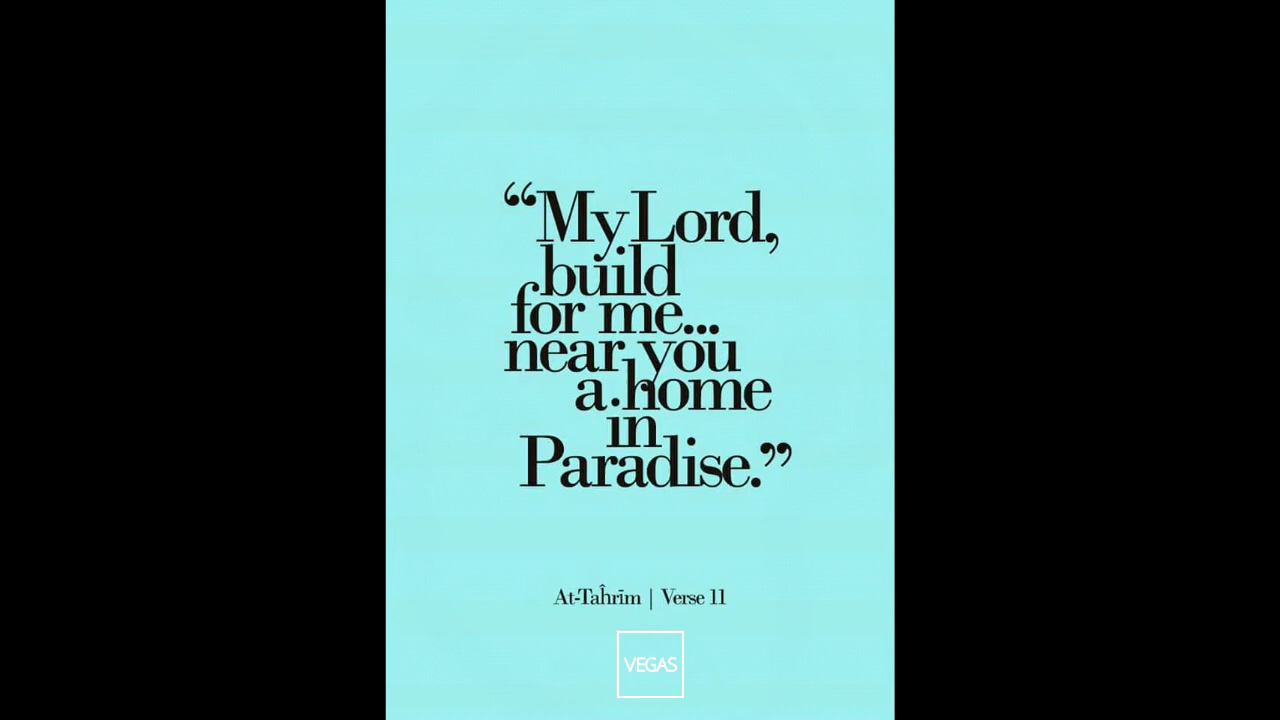 “My Lord,
build
for me...
near you
a home
in
Paradise.”
At-Taĥrīm | Verse 11
VEGAS